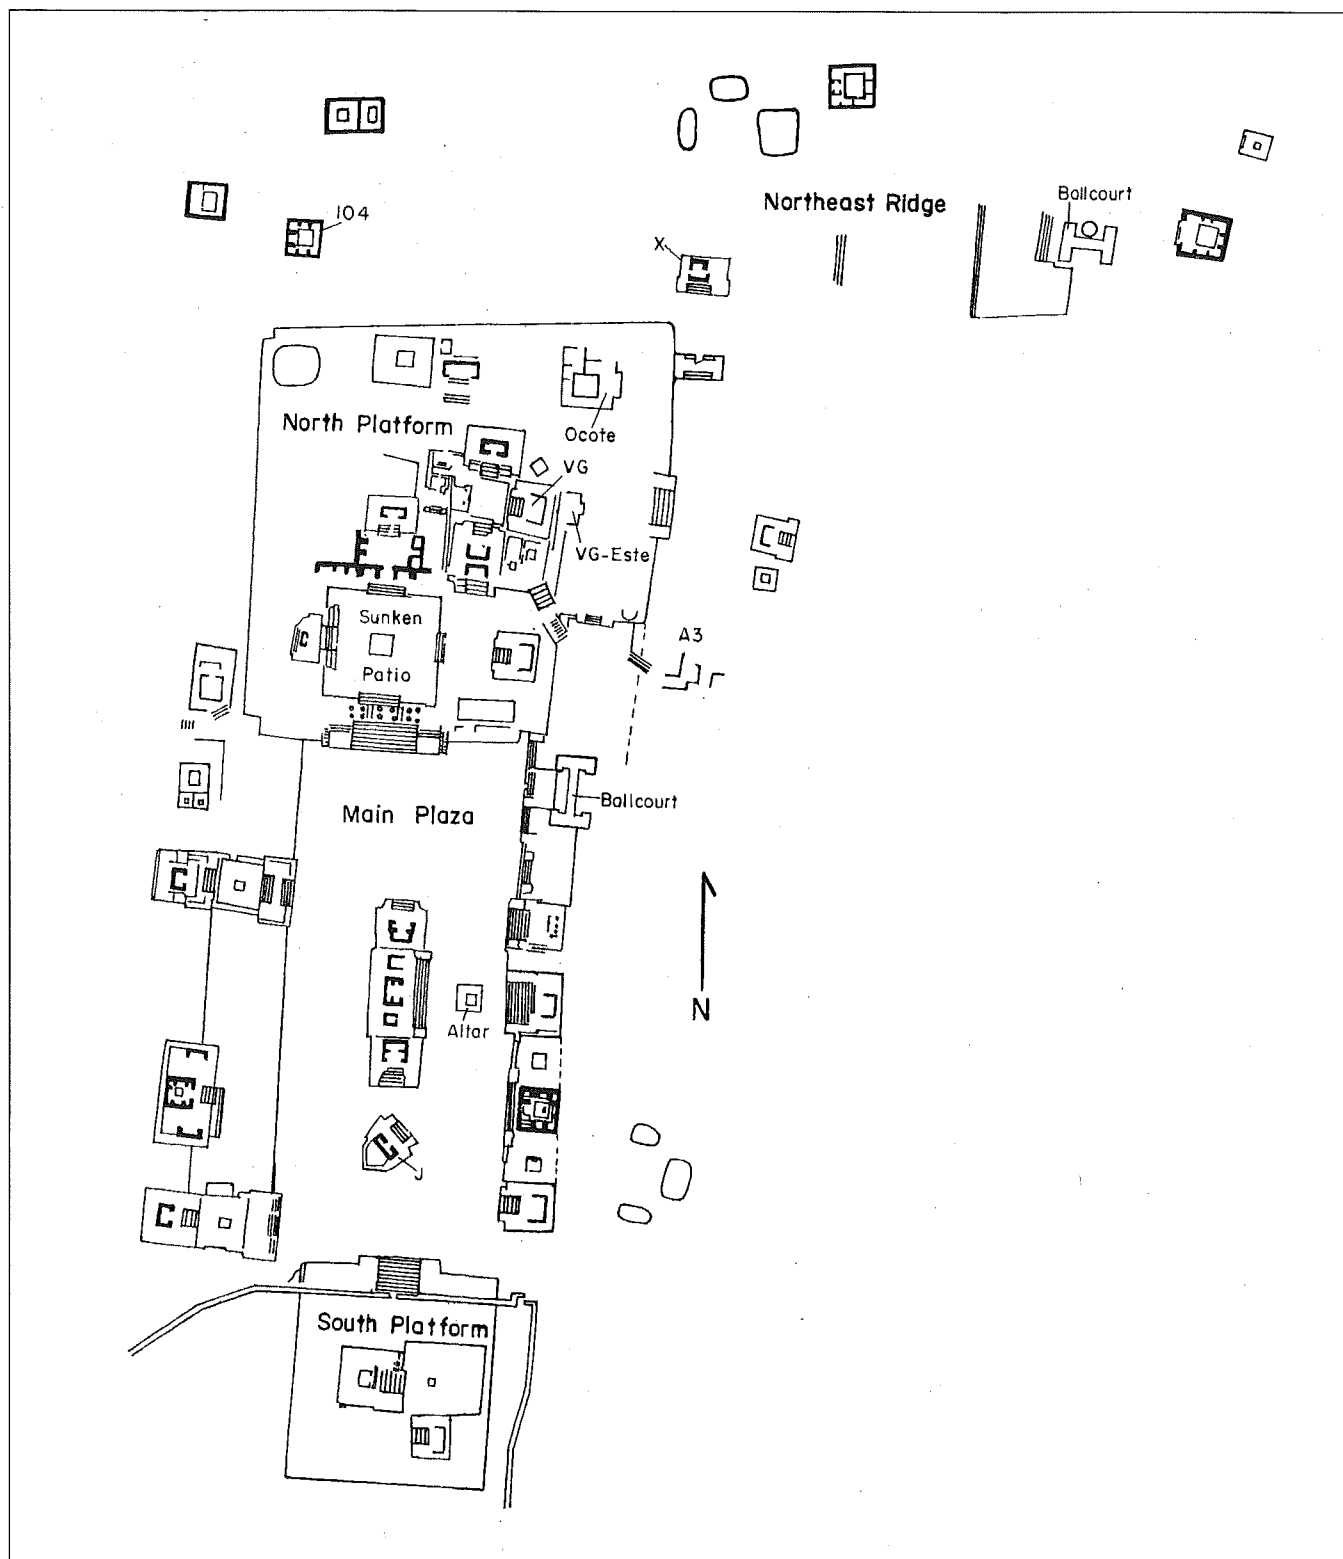 Northeast Ridge
Ballcourt
104
X
North Platform
Ocote
VG
VG-Este
Sunken
Patio
A3
Main Plaza
Ballcourt
N
Altar
J
South Platform